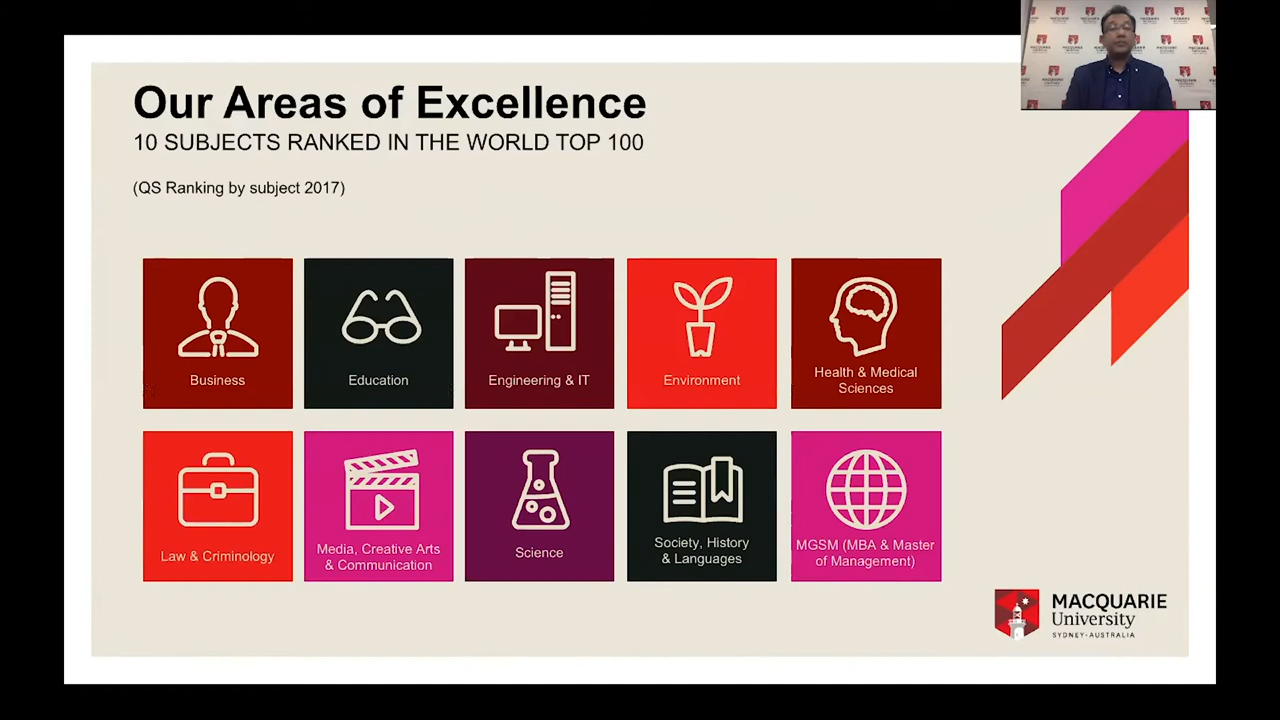 Our Areas of Excellence
10 SUBJECTS RANKED IN THE WORLD TOP 100
(QS Ranking by subject 2017)
Business
Education
Engineering & IT
Environment
Health & Medical
Sciences
Law & Criminology
Media, Creative Arts
& Communication
Science
Society, History
& Languages
MGSM (MBA & Master
of Management)
MACQUARIE
University
SYDNEY-AUSTRALIA